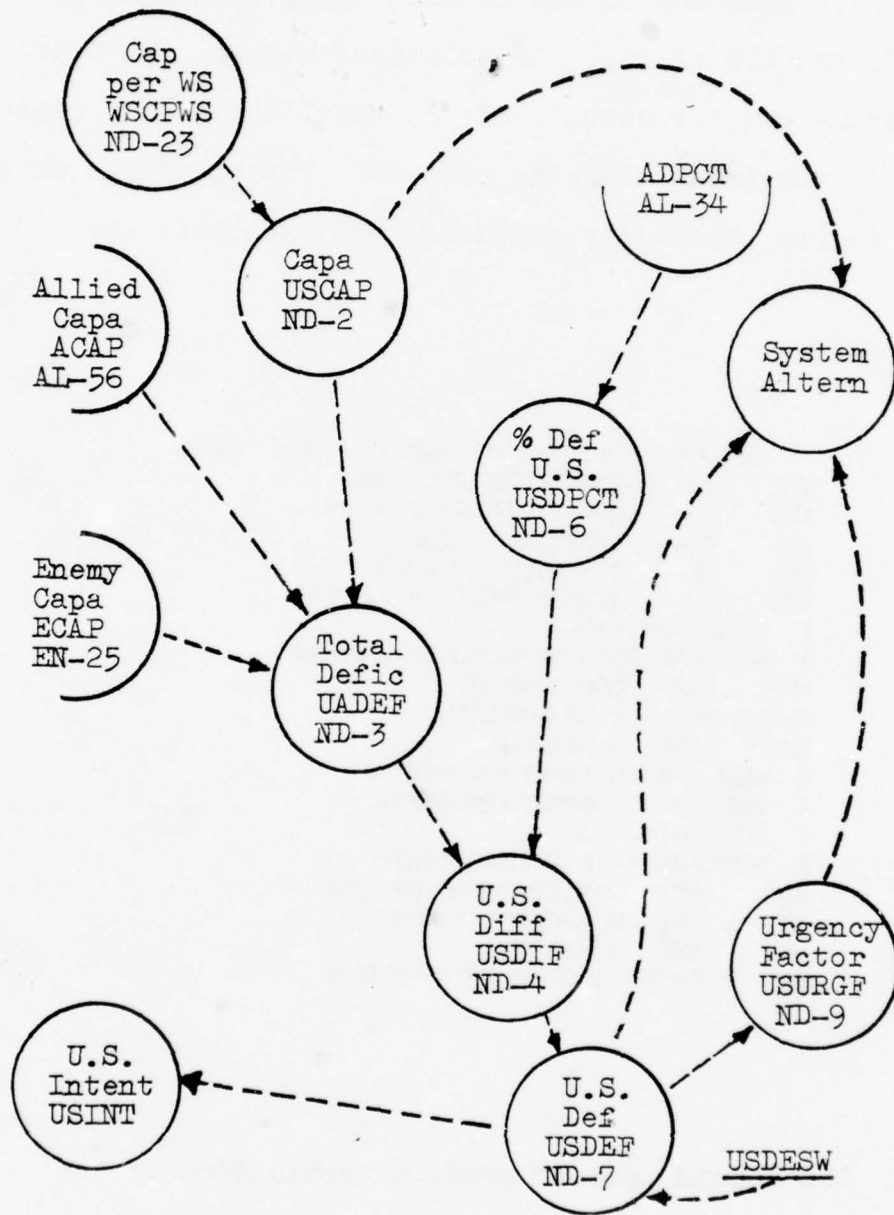 Cap
per WS
WSCPWS
ND-23
ADPCT
AL-34
Allied
Capa
ACAP
AL-56
Capa
USCAP
ND-2
System
Altern
% Def
U.S.
USDPCT
ND-6
Enemy
Capa
ECAP
EN-25
Total
Defic
UADEF
ND-3
U.S.
Diff
USDIF
ND-4
Urgency
Factor
USURGF
ND-9
U.S.
Intent
USINT
U.S.
Def
USDEF
ND-7
USDESW